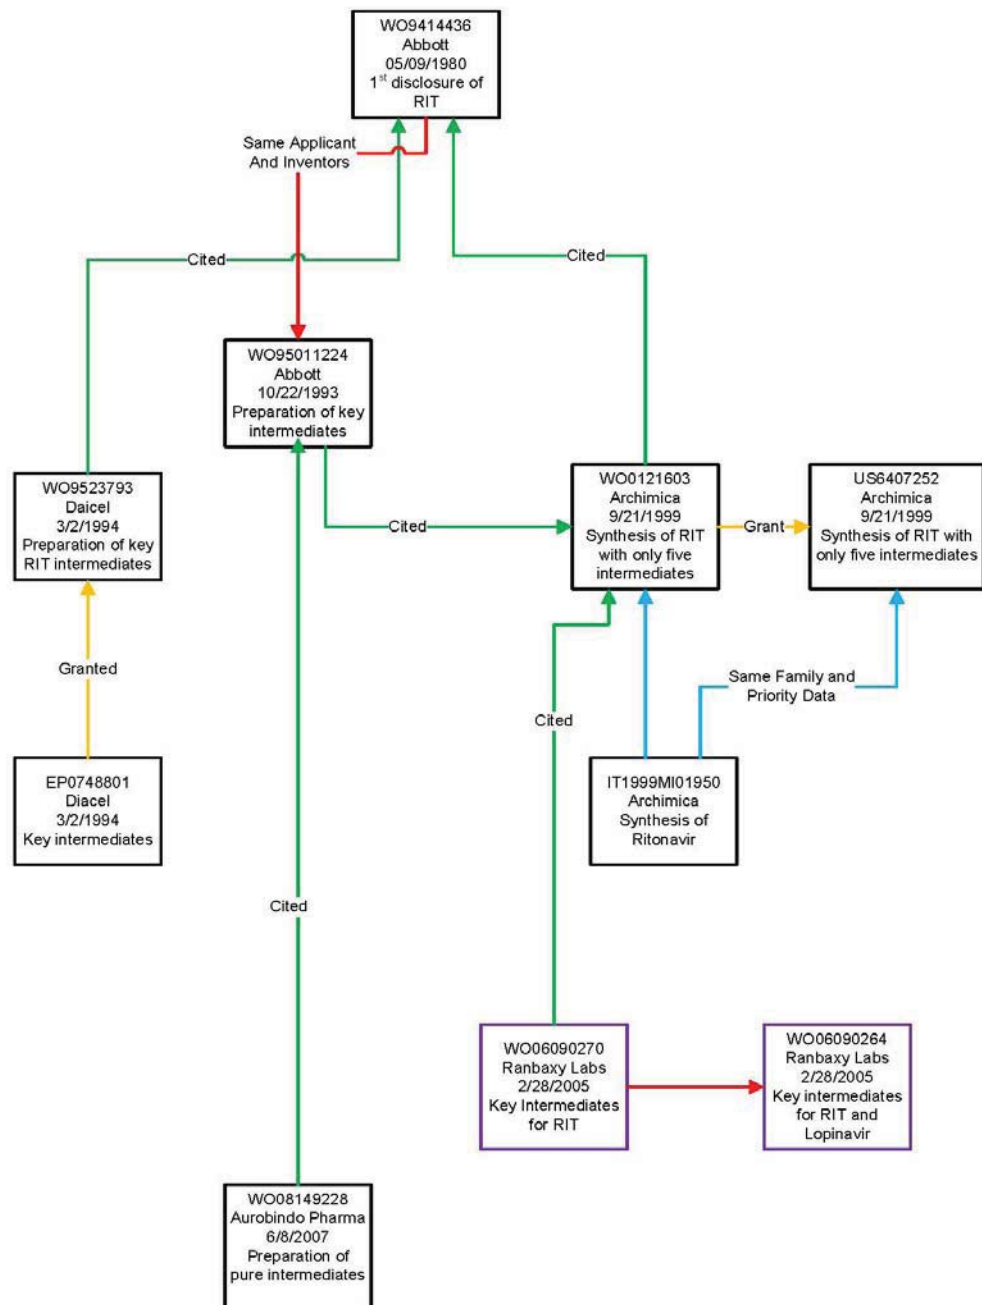 WO9414436
Abbott
05/09/1980
1st disclosure of
RIT
Same Applicant
And Inventors
Cited
Cited
WO95011224
Abbott
10/22/1993
Preparation of key
intermediates
WO9523793
Daicel
3/2/1994
Preparation of key
RIT intermediates
Cited
WO0121603
Archimica
9/21/1999
Synthesis of RIT
with only five
intermediates
Grant
US6407252
Archimica
9/21/1999
Synthesis of RIT with
only five intermediates
Granted
Same Family and
Priority Data
Cited
EP0748801
Diacel
3/2/1994
Key intermediates
IT1999MI01950
Archimica
Synthesis of
Ritonavir
Cited
WO06090270
Ranbaxy Labs
2/28/2005
Key Intermediates
for RIT
WO06090264
Ranbaxy Labs
2/28/2005
Key intermediates
for RIT and
Lopinavir
WO08149228
Aurobindo Pharma
6/8/2007
Preparation of
pure intermediates